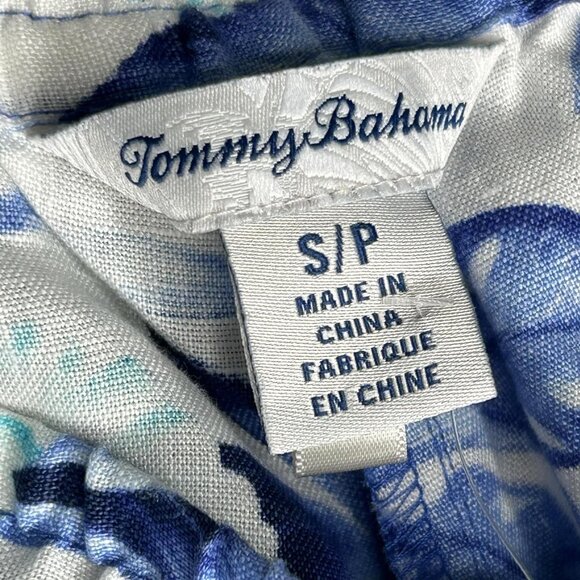 Tommy Bahama
S/P
MADE IN
CHINA
FABRIQUE
EN CHINE